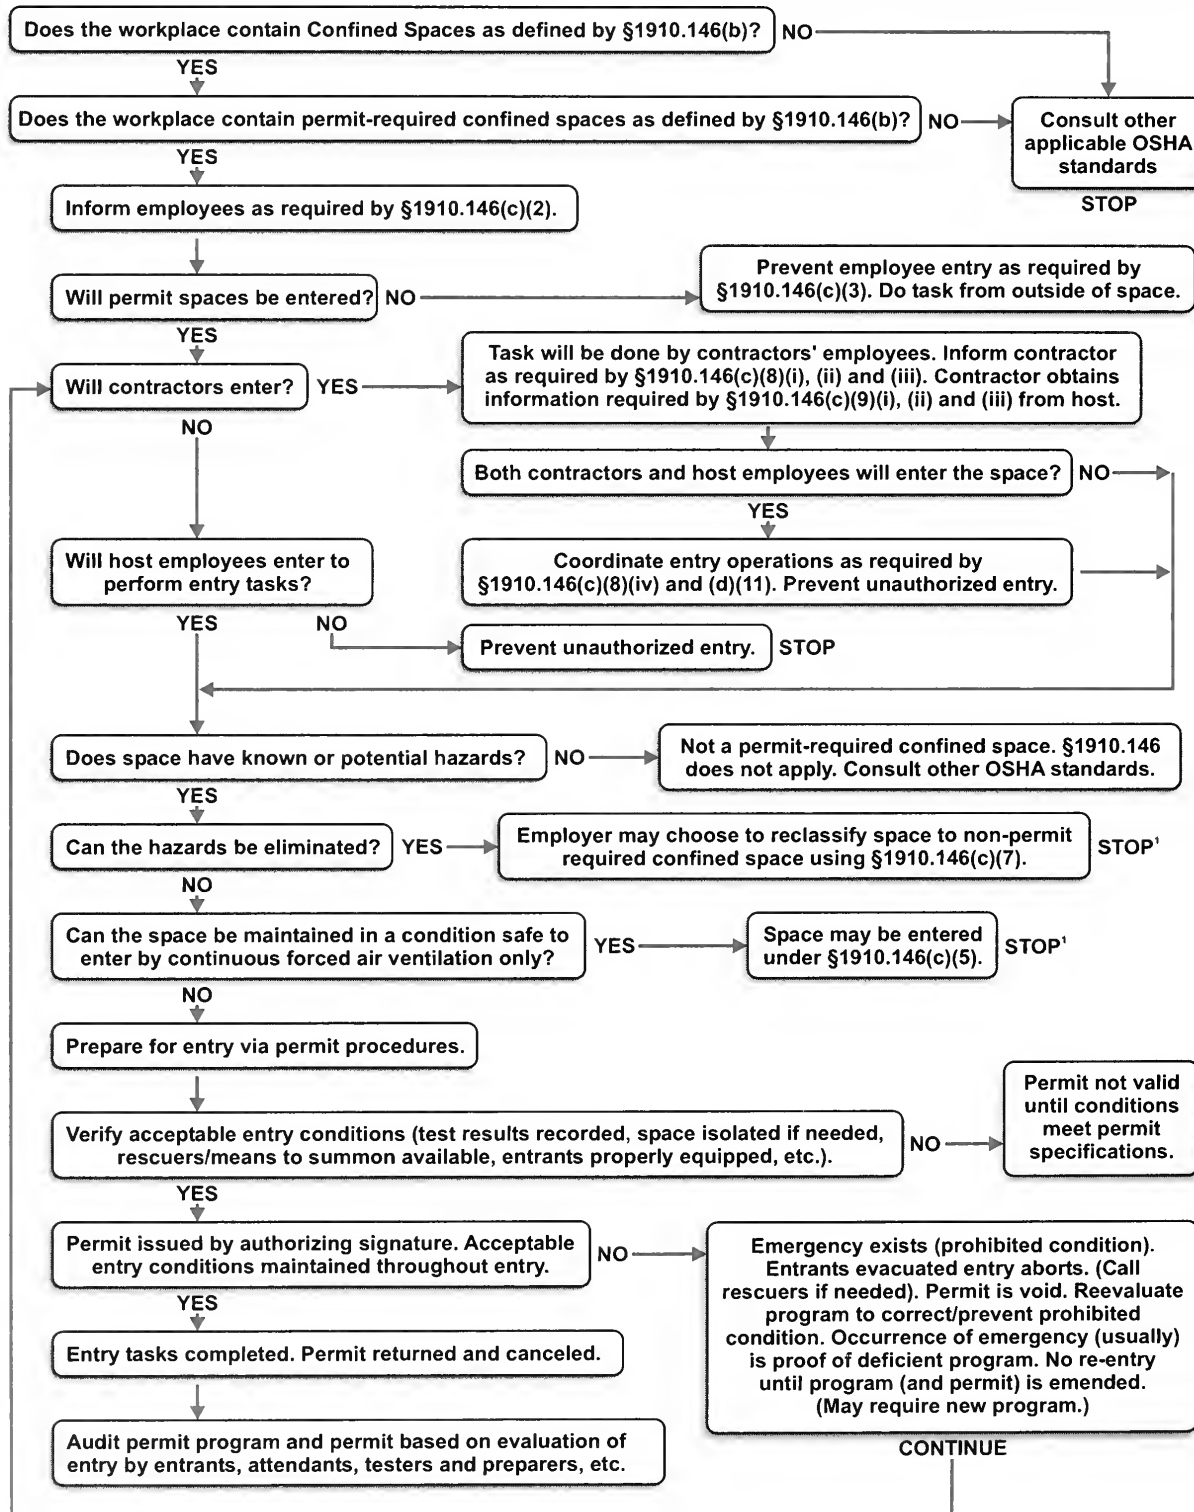 Does the workplace contain Confined Spaces as defined by §1910.146(b)?
NO
YES
Does the workplace contain permit-required confined spaces as defined by §1910.146(b)?
NO
Consult other
applicable OSHA
standards
STOP
YES
Inform employees as required by §1910.146(c)(2).
Will permit spaces be entered?
NO
Prevent employee entry as required by
§1910.146(c)(3). Do task from outside of space.
YES
Will contractors enter?
YES
Task will be done by contractors' employees. Inform contractor
as required by §1910.146(c)(8)(i), (ii) and (iii). Contractor obtains
information required by §1910.146(c)(9)(i), (ii) and (iii) from host.
NO
Both contractors and host employees will enter the space?
NO
YES
Will host employees enter to
perform entry tasks?
Coordinate entry operations as required by
§1910.146(c)(8)(iv) and (d)(11). Prevent unauthorized entry.
YES
NO
Prevent unauthorized entry.
STOP
Does space have known or potential hazards?
NO
Not a permit-required confined space. §1910.146
does not apply. Consult other OSHA standards.
YES
Can the hazards be eliminated?
YES
Employer may choose to reclassify space to non-permit
required confined space using §1910.146(c)(7).
STOP¹
NO
Can the space be maintained in a condition safe to
enter by continuous forced air ventilation only?
YES
Space may be entered
under §1910.146(c)(5).
STOP¹
NO
Prepare for entry via permit procedures.
Verify acceptable entry conditions (test results recorded, space isolated if needed,
rescuers/means to summon available, entrants properly equipped, etc.).
NO
Permit not valid
until conditions
meet permit
specifications.
YES
Permit issued by authorizing signature. Acceptable
entry conditions maintained throughout entry.
NO
Emergency exists (prohibited condition).
Entrants evacuated entry aborts. (Call
rescuers if needed). Permit is void. Reevaluate
program to correct/prevent prohibited
condition. Occurrence of emergency (usually)
is proof of deficient program. No re-entry
until program (and permit) is emended.
(May require new program.)
CONTINUE
YES
Entry tasks completed. Permit returned and canceled.
Audit permit program and permit based on evaluation of
entry by entrants, attendants, testers and preparers, etc.